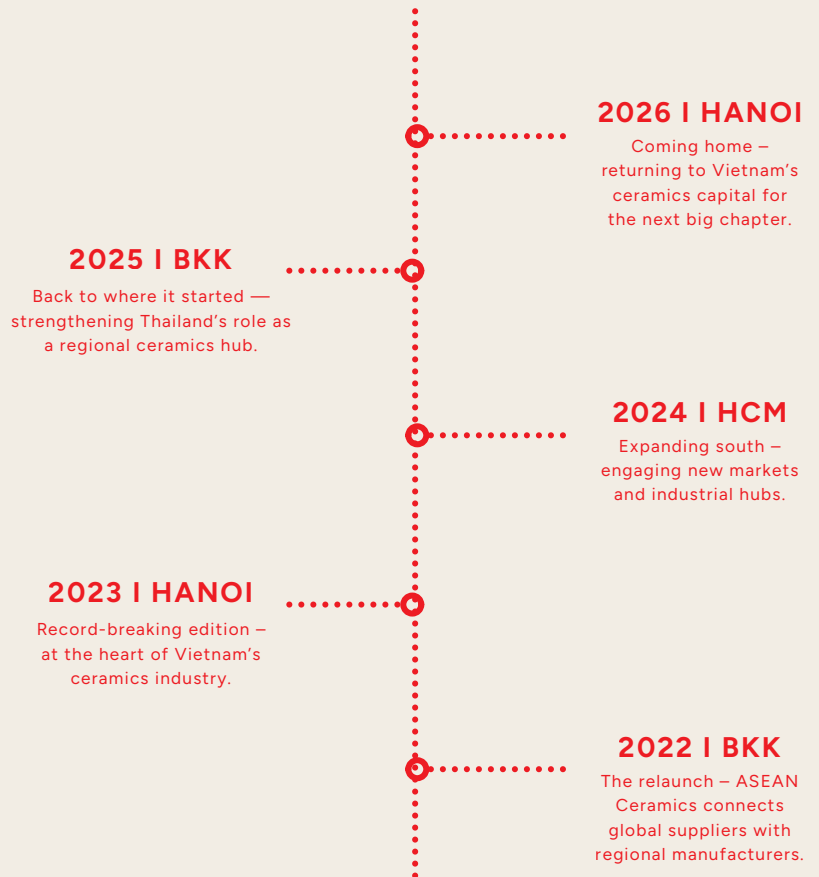 2026 I HANOI
Coming home –
returning to Vietnam’s
ceramics capital for
the next big chapter.
2025 I BKK
Back to where it started —
strengthening Thailand’s role as
a regional ceramics hub.
2024 I HCM
Expanding south –
engaging new markets
and industrial hubs.
2023 I HANOI
Record-breaking edition –
at the heart of Vietnam’s
ceramics industry.
2022 I BKK
The relaunch – ASEAN
Ceramics connects
global suppliers with
regional manufacturers.